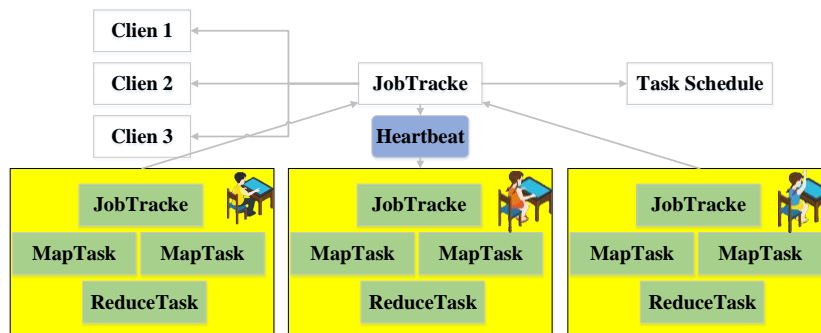 Clien 1
Clien 2
JobTracke
Task Schedule
Clien 3
Heartbeat
JobTracke
MapTask
MapTask
ReduceTask
JobTracke
MapTask
MapTask
ReduceTask
JobTracke
MapTask
MapTask
ReduceTask